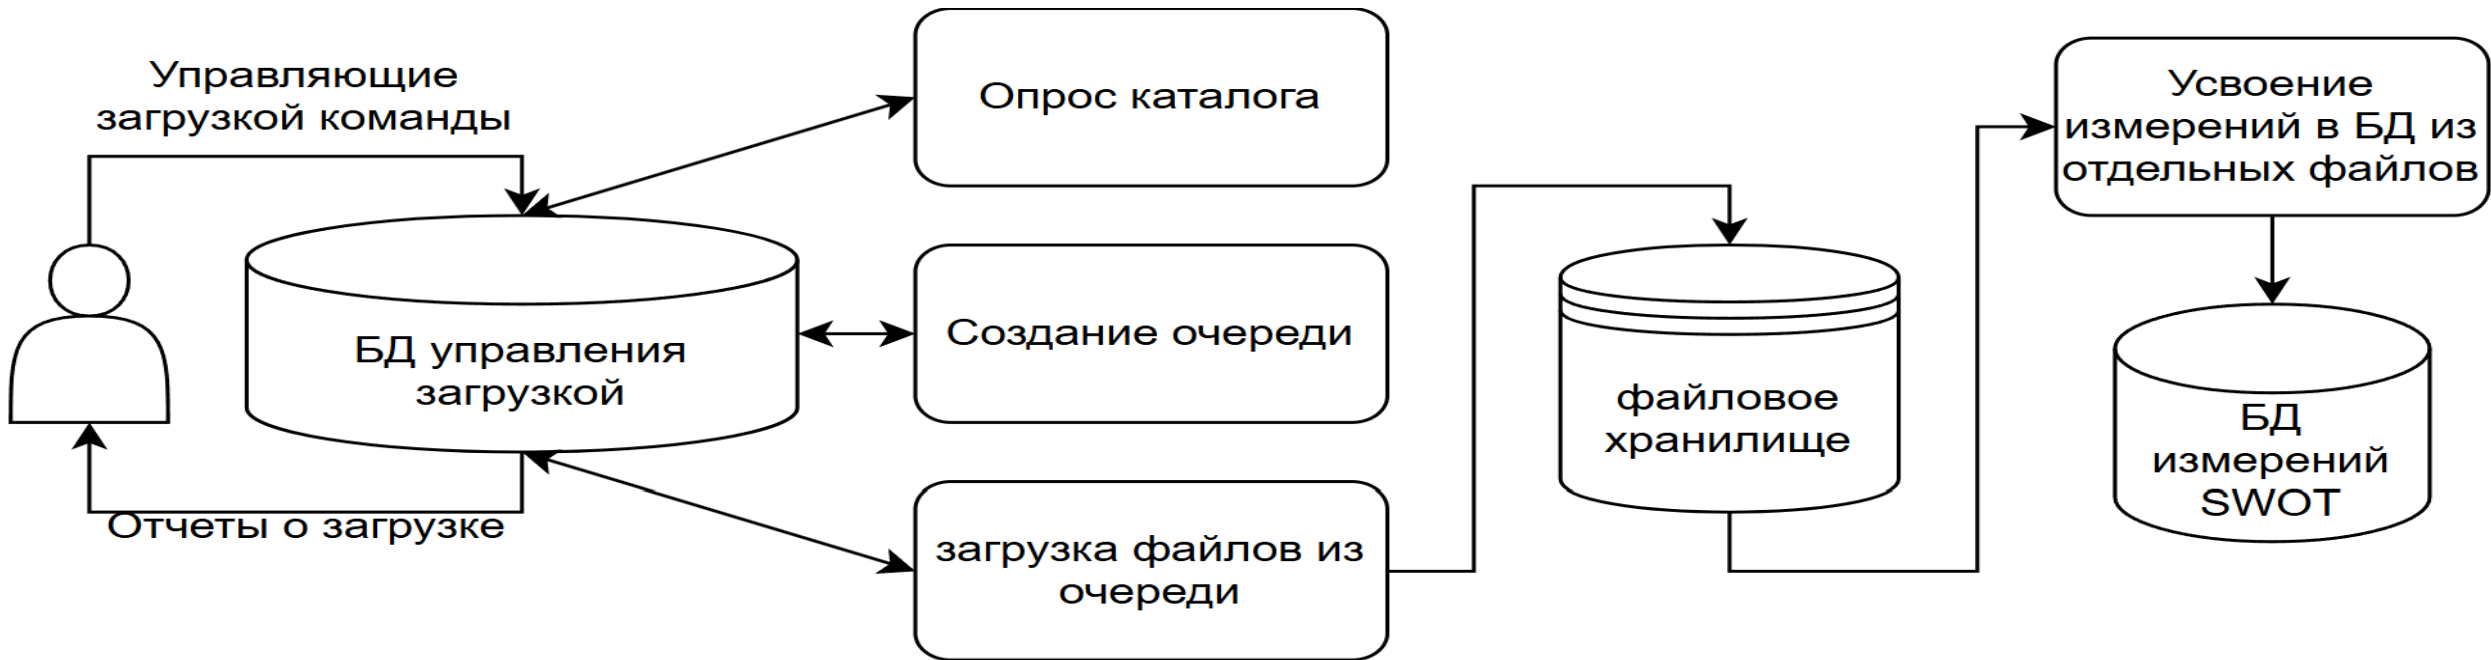 Управляющие
загрузкой команды
БД управления
загрузкой
Отчеты о загрузке
Опрос каталога
Создание очереди
загрузка файлов из
очереди
файловое
хранилище
Усвоение
измерений в БД из
отдельных файлов
БД
измерений
SWOT